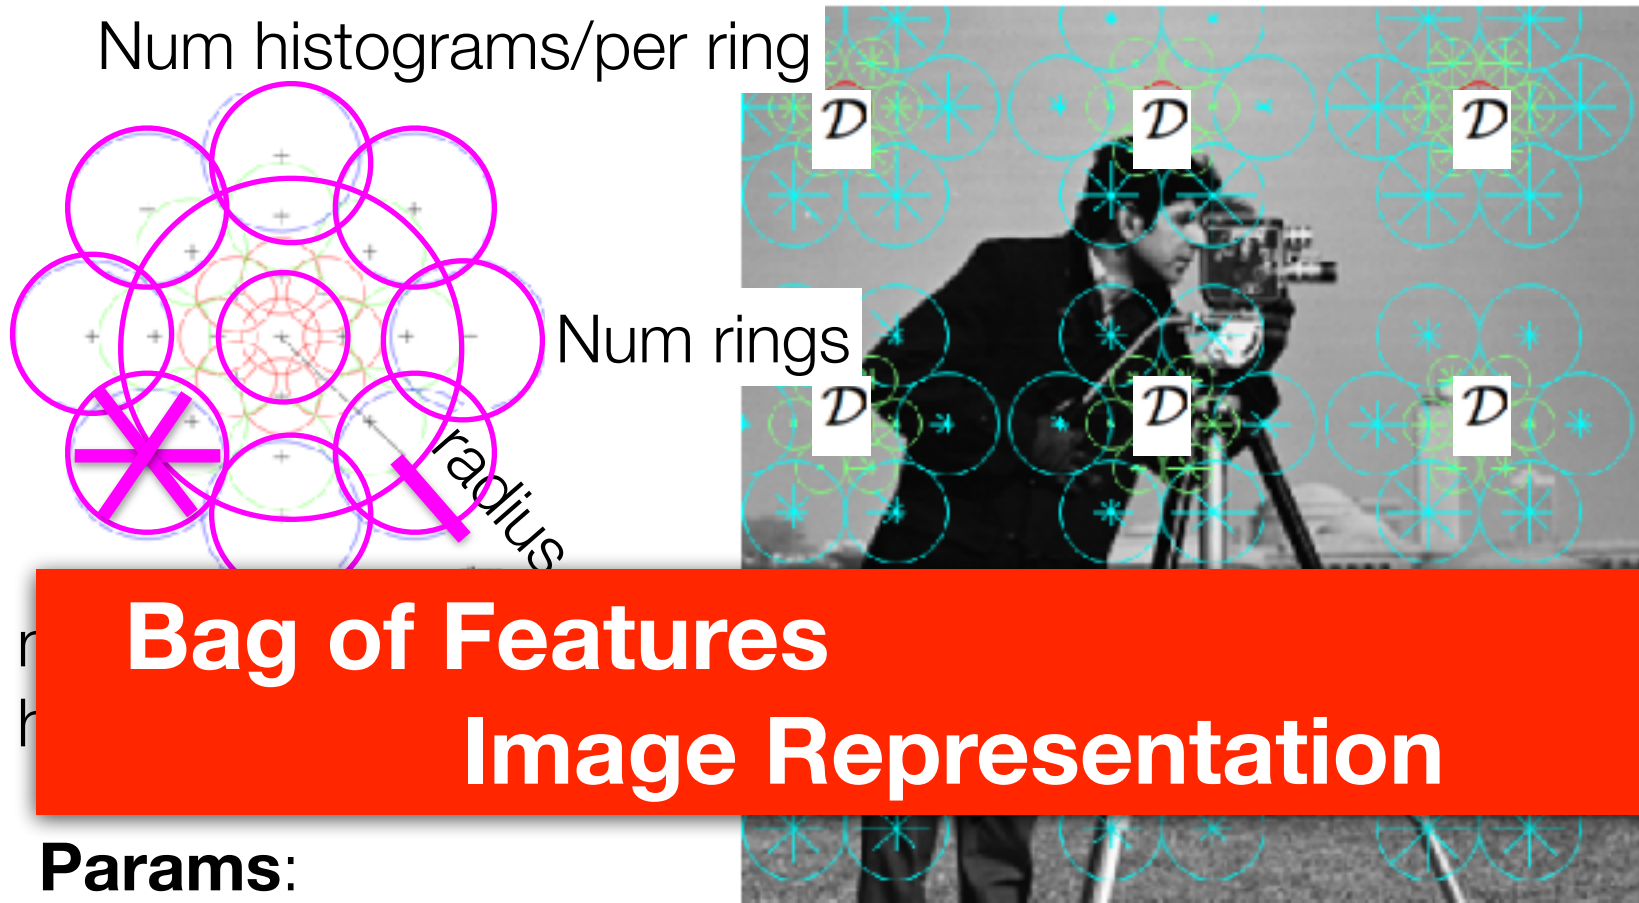 Num histograms/per ring
𝒟 𝒟 𝒟
Num rings
𝒟 𝒟 𝒟
radius
Bag of Features
Image Representation
Params: